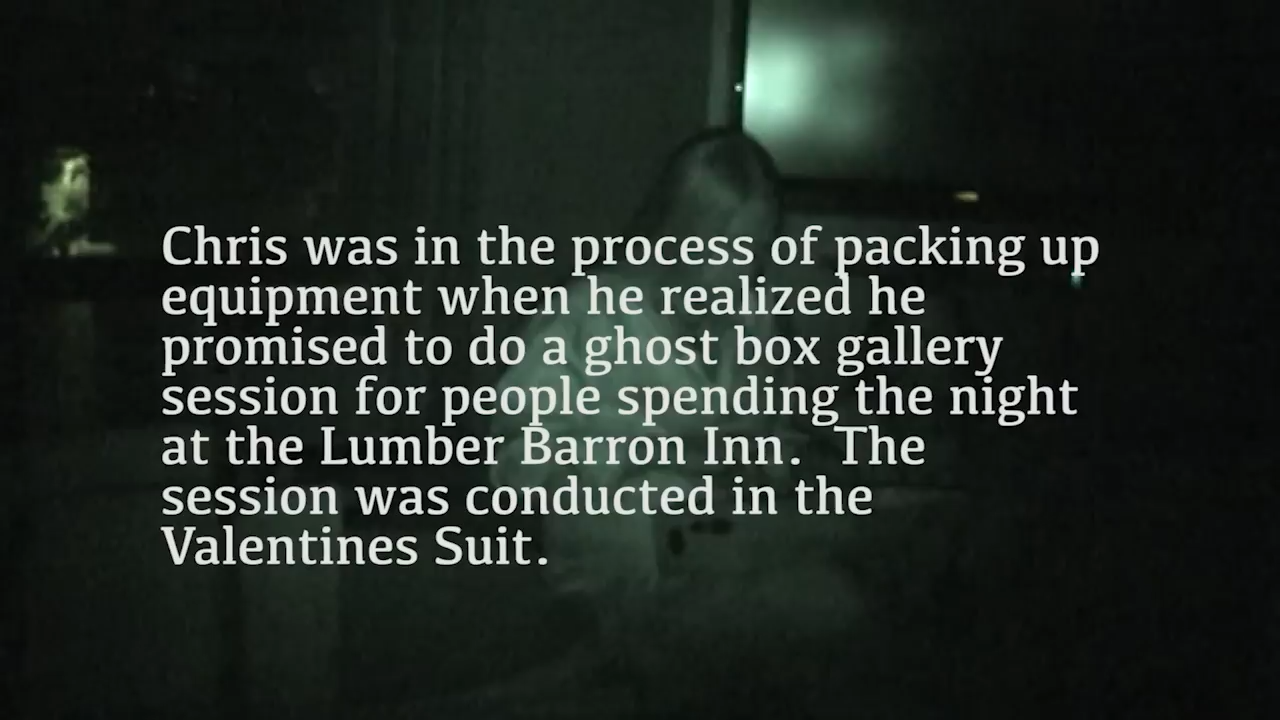 Chris was in the process of packing up
equipment when he realized he
promised to do a ghost box gallery
session for people spending the night
at the Lumber Barron Inn.  The
session was conducted in the
Valentines Suit.